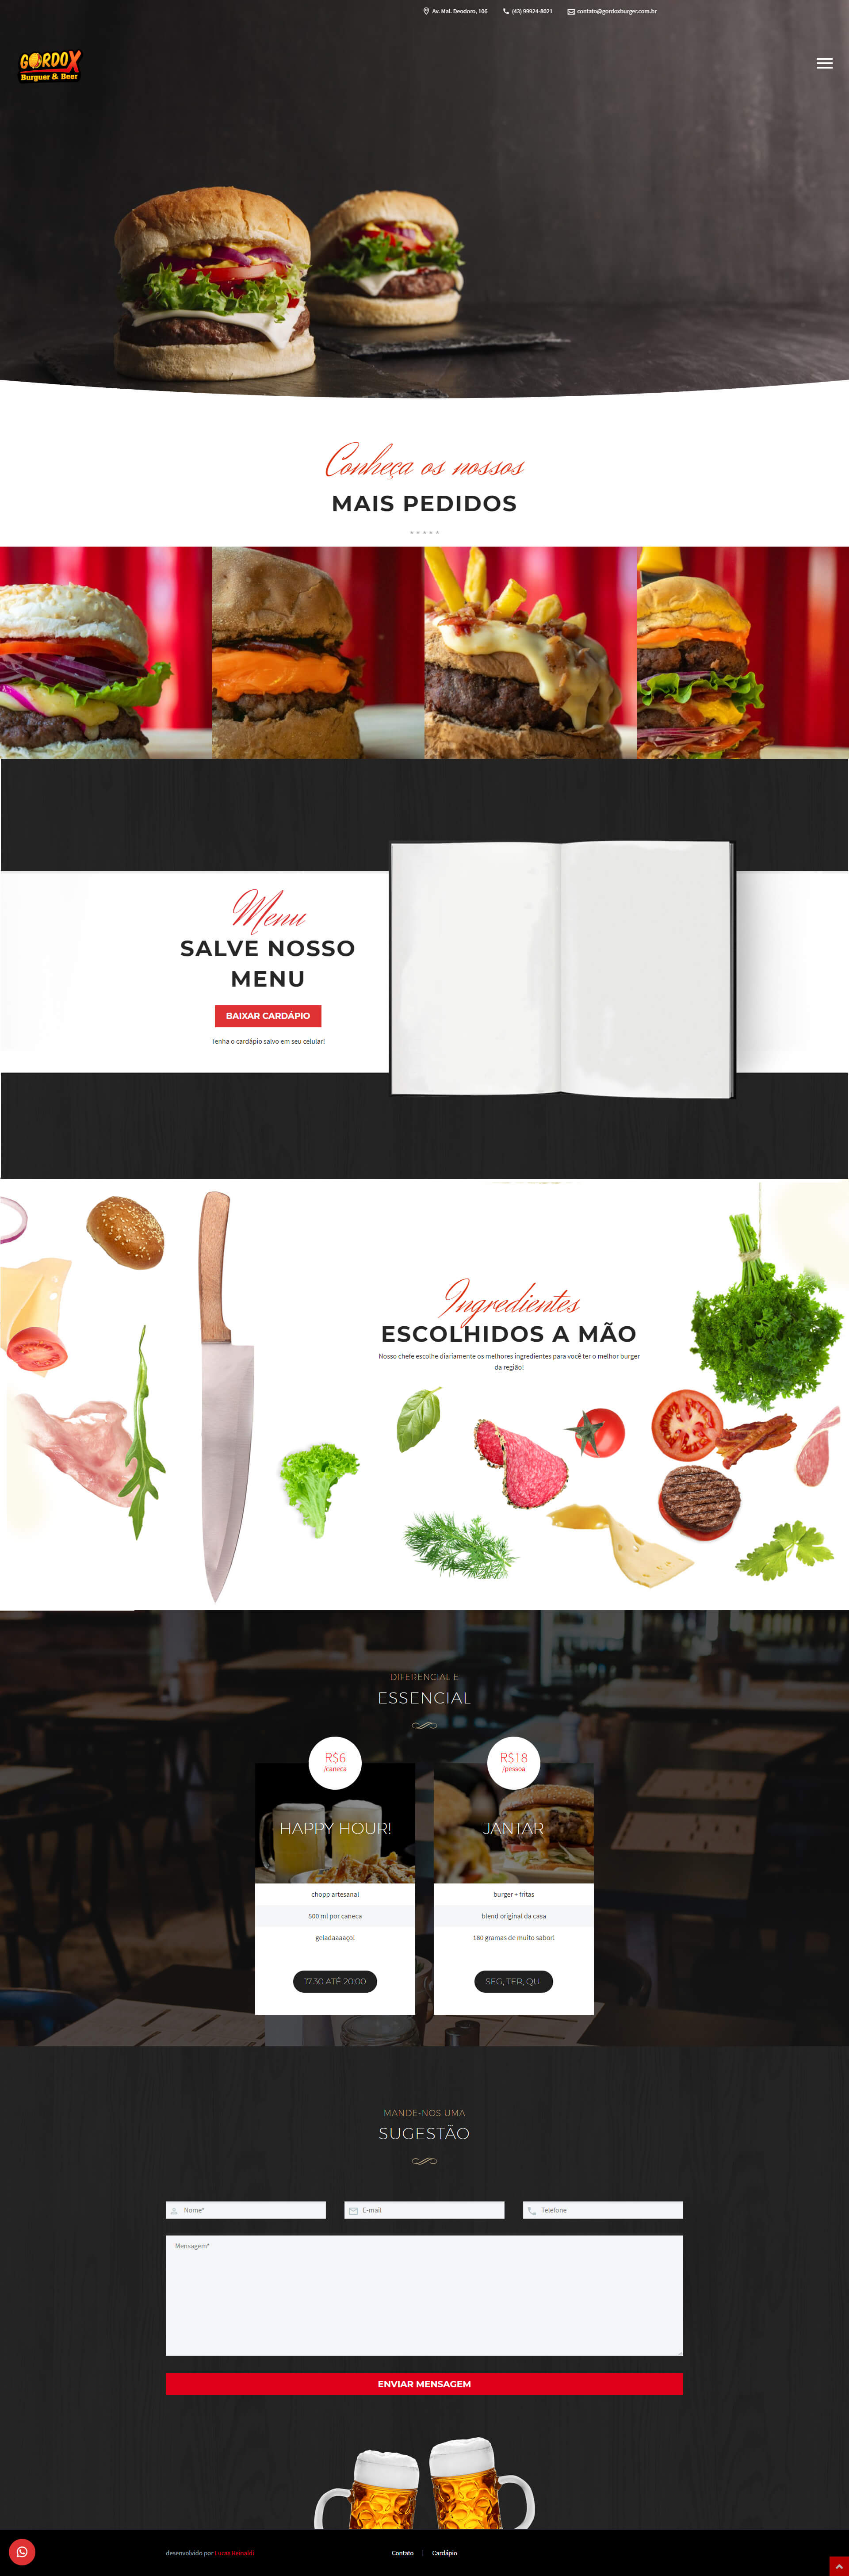 Av. Mal. Deodoro, 106
(43) 99924-8021
contato@gordoxburger.com.br
GORDOX
Burguer & Beer
Conheça os nossos
MAIS PEDIDOS
Menu
SALVE NOSSO
MENU
BAIXAR CARDÁPIO
Tenha o cardápio salvo em seu celular!
Ingredientes
ESCOLHIDOS A MÃO
Nosso chefe escolhe diariamente os melhores ingredientes para você ter o melhor burger
da região!
DIFERENCIAL E
ESSENCIAL
R$6
/caneca
HAPPY HOUR!
chopp artesanal
500 ml por caneca
geladaaaaço!
17:30 ATÉ 20:00
R$18
/pessoa
JANTAR
burger + fritas
blend original da casa
180 gramas de muito sabor!
SEG, TER, QUI
MANDE-NOS UMA
SUGESTÃO
Nome*
E-mail
Telefone
Mensagem*
ENVIAR MENSAGEM
desenvolvido por Lucas Reinaldi
Contato | Cardápio